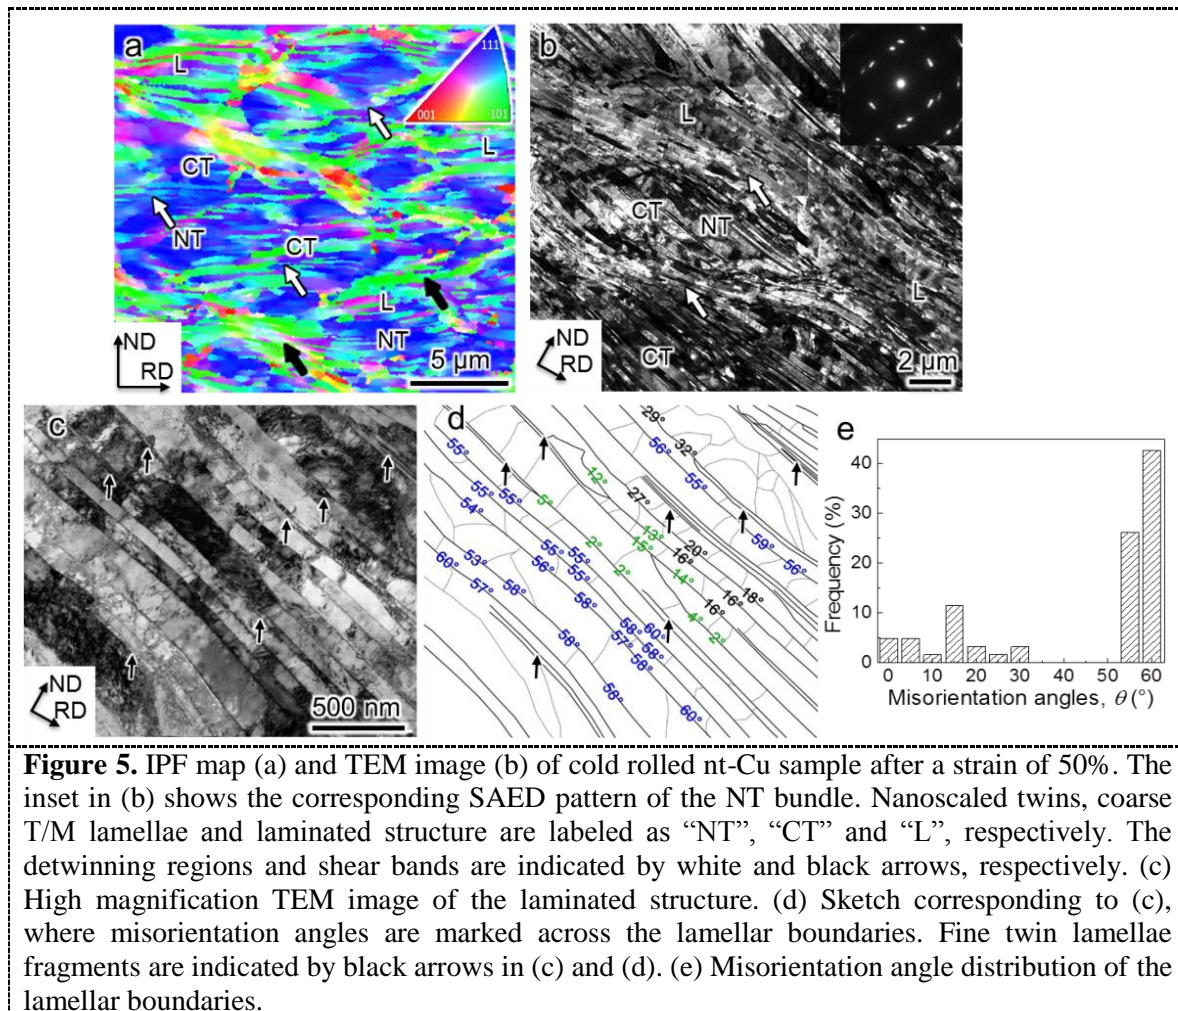 a
L
111
001
101
L
CT
NT
CT
L
NT
ND
RD
5 μm
b
L
CT
NT
L
CT
ND
RD
2 μm
c
ND
RD
500 nm
d
29°
55°
56°
32°
12°
55°
55°
55°
54°
5°
27°
13°
15°
20°
16°
59°
56°
2°
55°
55°
56°
55°
2°
14°
60°
53°
57°
58°
58°
16°
16°
18°
4°
2°
58°
60°
57°
58°
58°
58°
58°
60°
e
Frequency (%)
40
30
20
10
0
0 10 20 30 40 50 60
Misorientation angles, θ (°)
Figure 5. IPF map (a) and TEM image (b) of cold rolled nt-Cu sample after a strain of 50%. The
inset in (b) shows the corresponding SAED pattern of the NT bundle. Nanoscaled twins, coarse
T/M lamellae and laminated structure are labeled as “NT”, “CT” and “L”, respectively. The
detwinning regions and shear bands are indicated by white and black arrows, respectively. (c)
High magnification TEM image of the laminated structure. (d) Sketch corresponding to (c),
where misorientation angles are marked across the lamellar boundaries. Fine twin lamellae
fragments are indicated by black arrows in (c) and (d). (e) Misorientation angle distribution of the
lamellar boundaries.